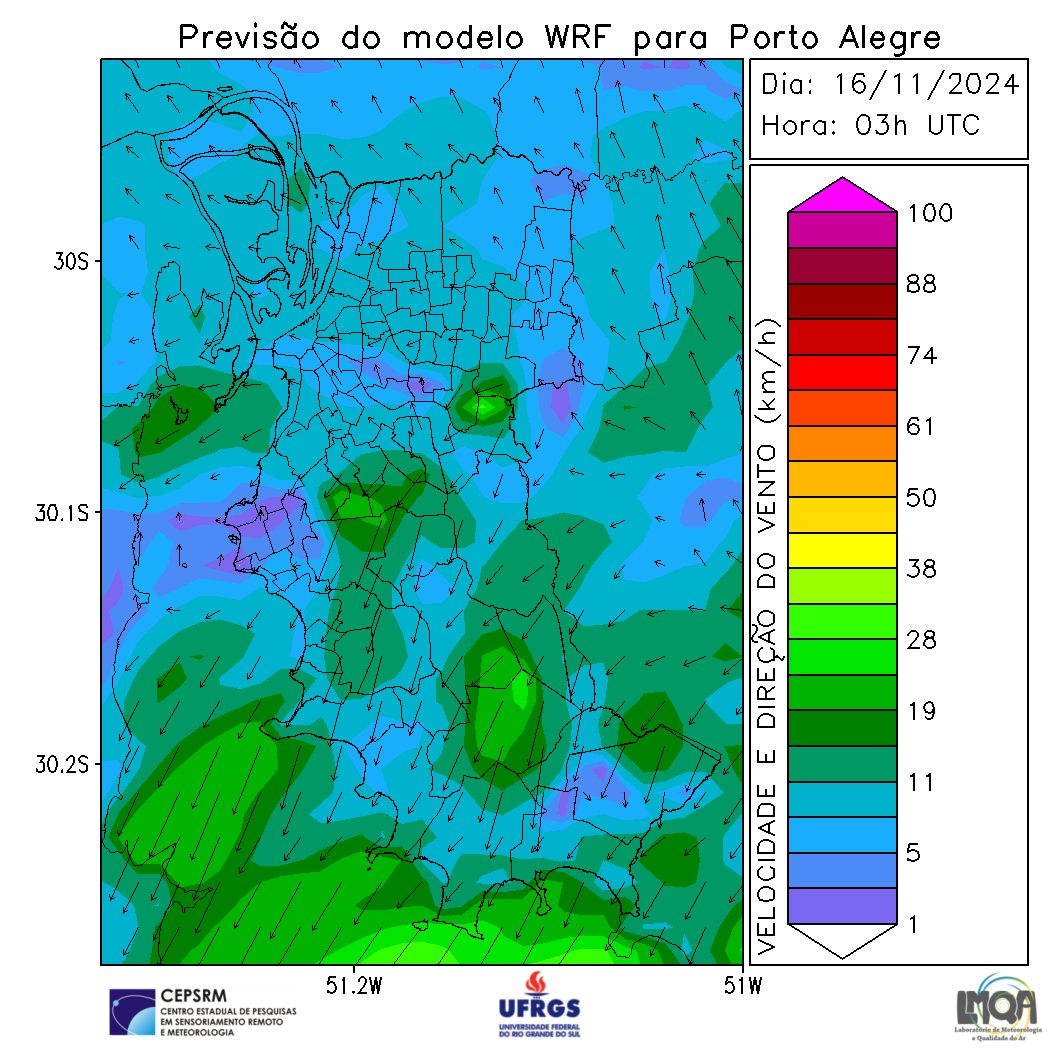 Previsão do modelo WRF para Porto Alegre
Dia: 16/11/2024
Hora: 03h UTC
30S
30.1S
30.2S
51.2W
51W
VELOCIDADE E DIREÇÃO DO VENTO (km/h)
100
88
74
61
50
38
28
19
11
5
1
CEPSRM
CENTRO ESTADUAL DE PESQUISAS
EM SENSORIAMENTO REMOTO
E METEOROLOGIA
UFRGS
UNIVERSIDADE FEDERAL
DO RIO GRANDE DO SUL
LMQA
Laboratório de Meteorologia
e Qualidade do Ar